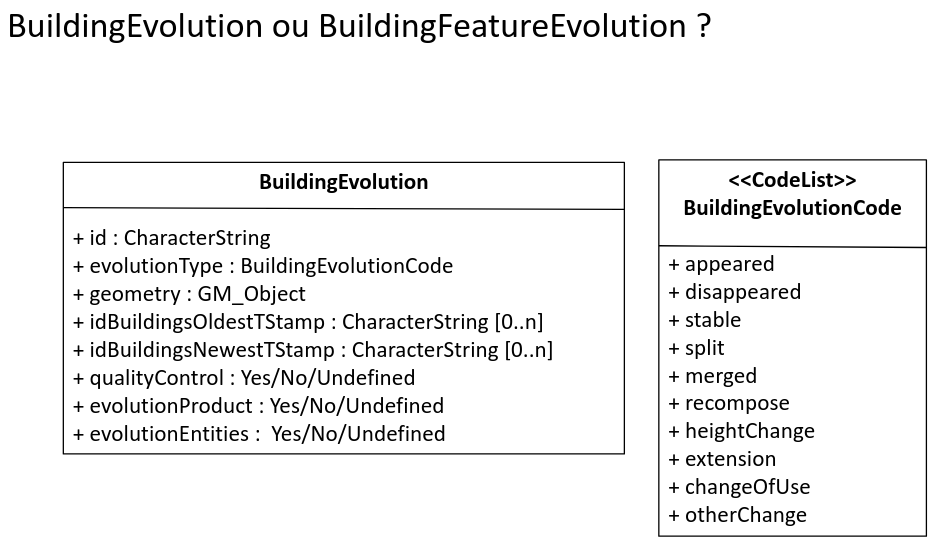 BuildingEvolution ou BuildingFeatureEvolution ?
BuildingEvolution
+ id : CharacterString
+ evolutionType : BuildingEvolutionCode
+ geometry : GM_Object
+ idBuildingsOldestTStamp : CharacterString [0..n]
+ idBuildingsNewestTStamp : CharacterString [0..n]
+ qualityControl : Yes/No/Undefined
+ evolutionProduct : Yes/No/Undefined
+ evolutionEntities :  Yes/No/Undefined
<<CodeList>>
BuildingEvolutionCode
+ appeared
+ disappeared
+ stable
+ split
+ merged
+ recompose
+ heightChange
+ extension
+ changeOfUse
+ otherChange